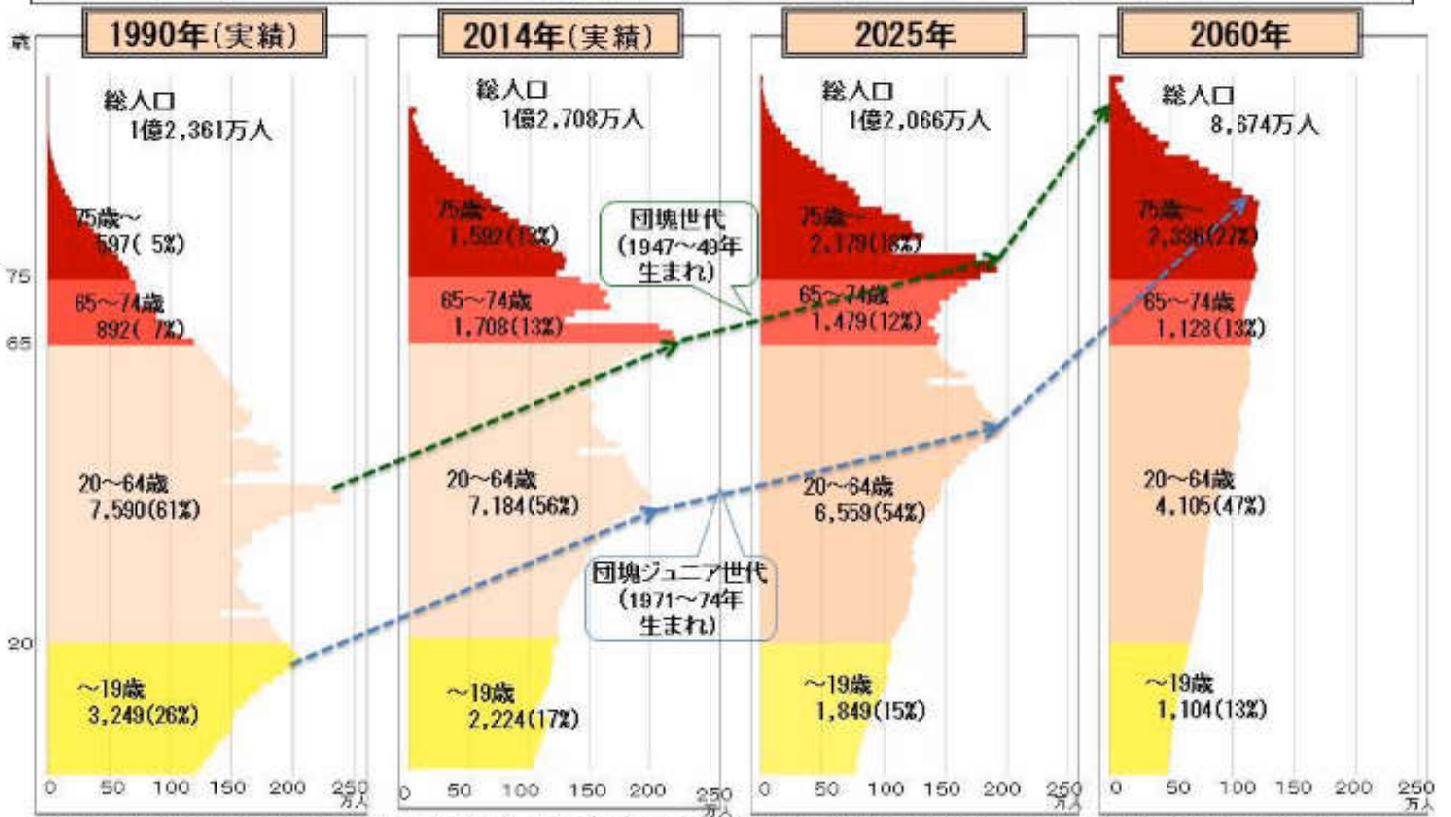 歳
1990年(実績)
総人口
1億2,361万人
75歳～
597( 5%)
65～74歳
892( 7%)
20～64歳
7,590(61%)
～19歳
3,249(26%)
75
65
20
0 50 100 150 200 250
万人
2014年(実績)
総人口
1億2,708万人
75歳～
1,592(13%)
65～74歳
1,708(13%)
20～64歳
7,184(56%)
～19歳
2,224(17%)
0 50 100 150 200 250
万人
団塊世代
(1947～49年
生まれ)
団塊ジュニア世代
(1971～74年
生まれ)
2025年
総人口
1億2,066万人
75歳～
2,179(18%)
65～74歳
1,479(12%)
20～64歳
6,559(54%)
～19歳
1,849(15%)
0 50 100 150 200 250
万人
2060年
総人口
8,674万人
75歳～
2,336(27%)
65～74歳
1,128(13%)
20～64歳
4,105(47%)
～19歳
1,104(13%)
0 50 100 150 200 250
万人